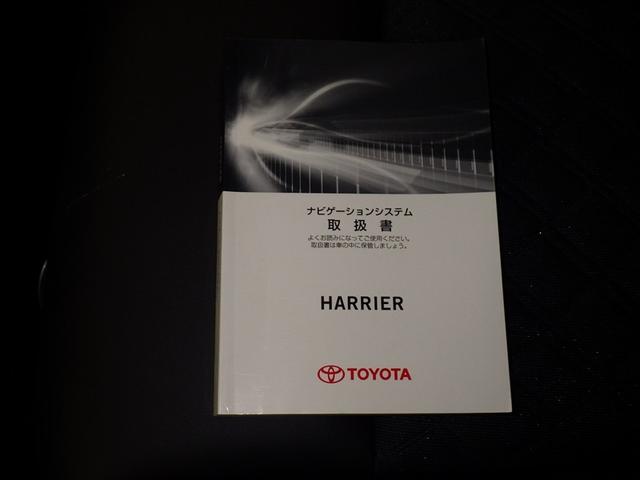 ナビゲーションシステム
取扱書
よくお読みになってご使用ください。
取扱書は車の中に保管しましょう。
HARRIER
TOYOTA